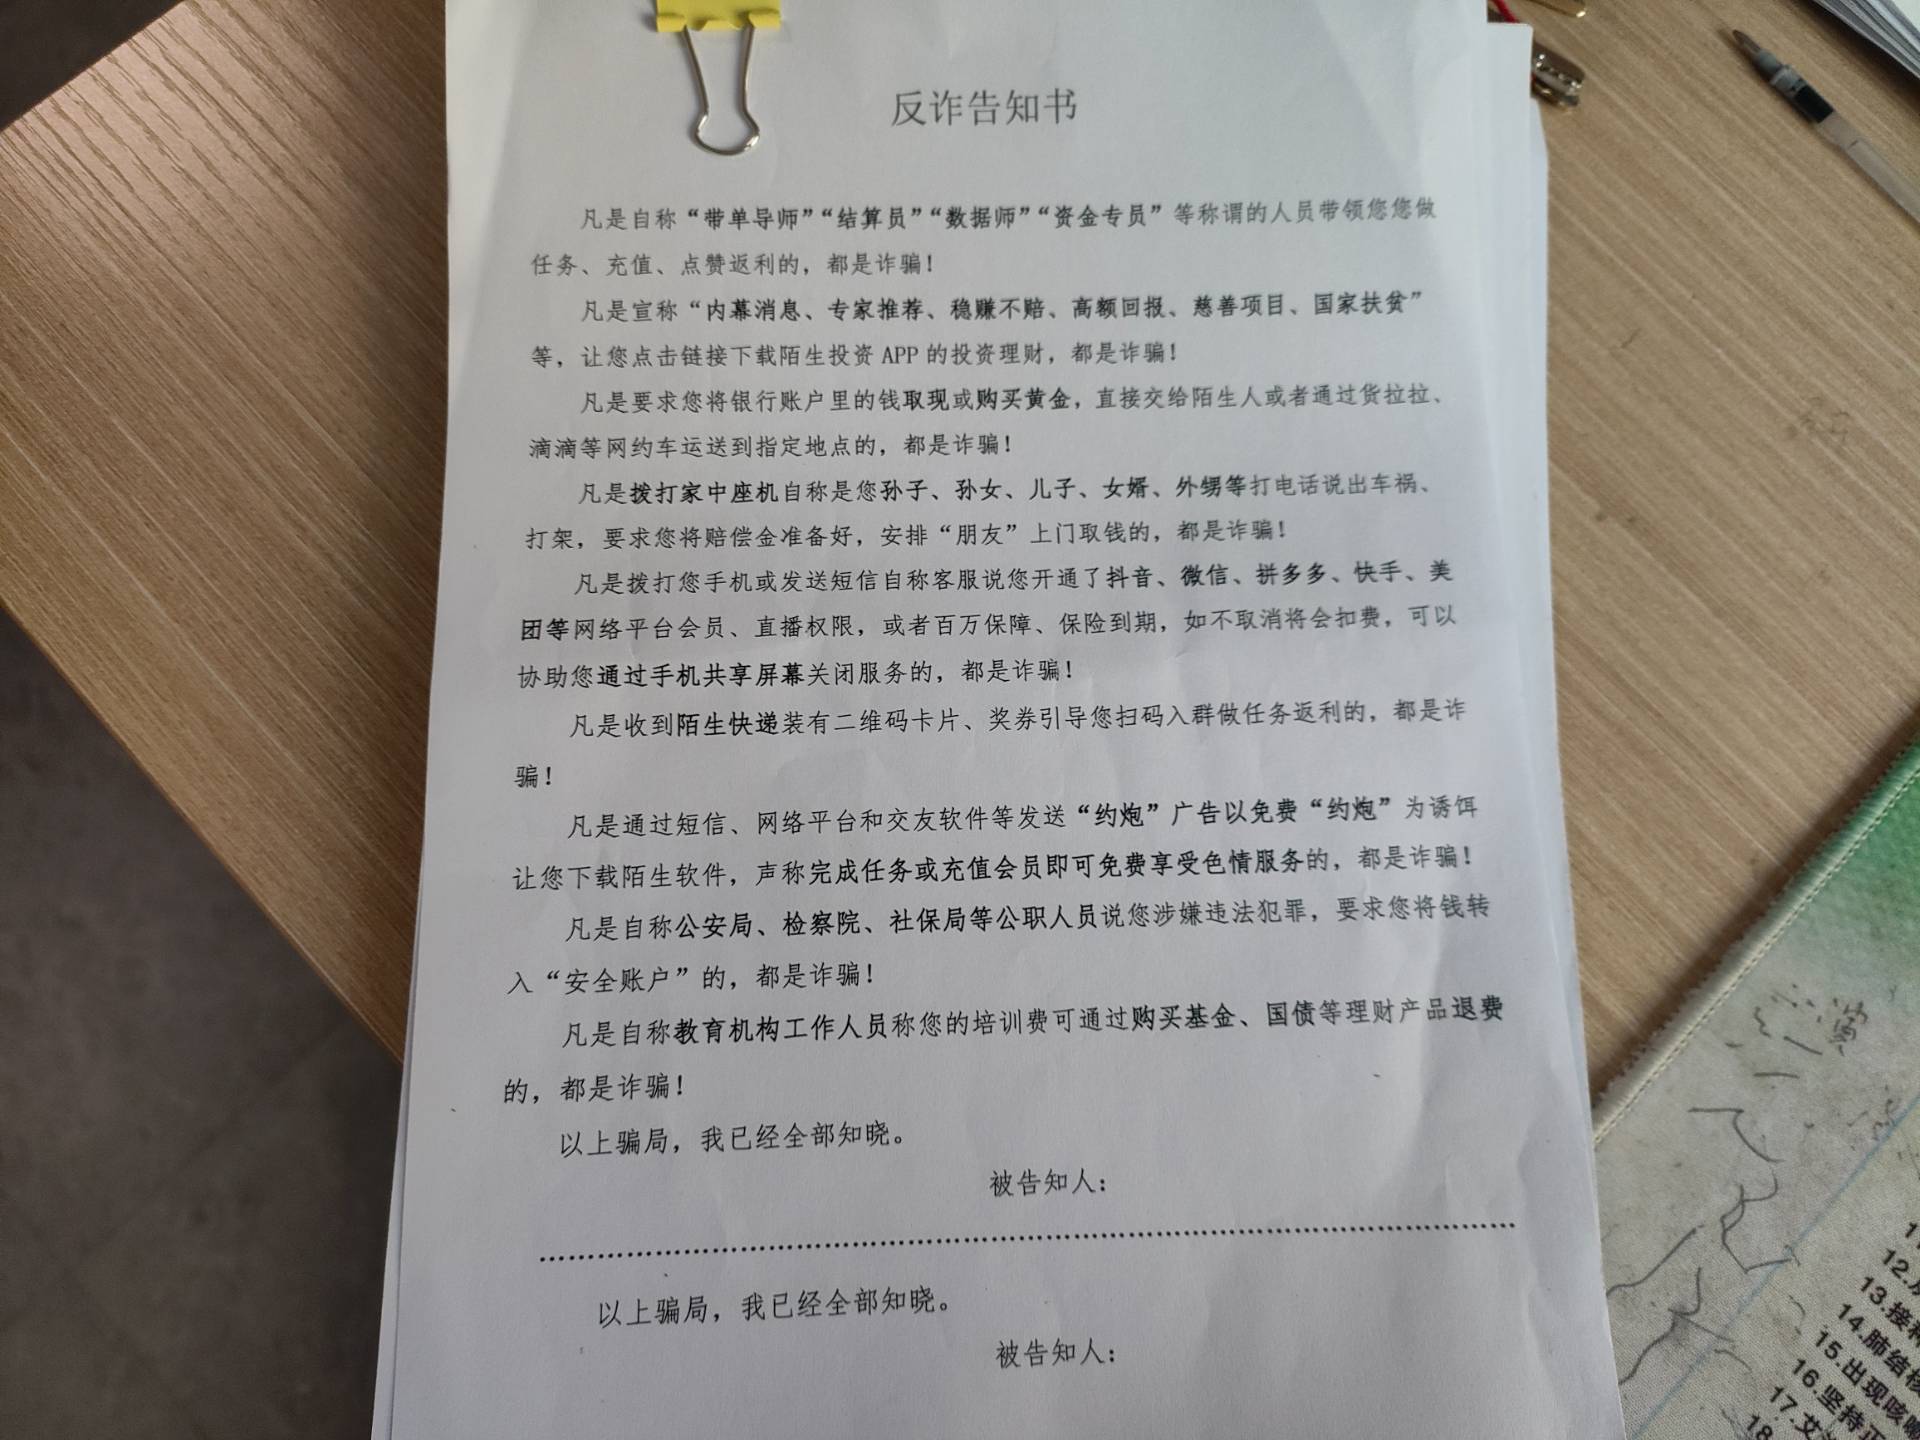 反诈告知书
凡是自称“带单导师”“结算员”“数据师”“资金专员”等称谓的人员带领您您做
任务、充值、点赞返利的，都是诈骗！
凡是宣称“内幕消息、专家推荐、稳赚不赔、高额回报、慈善项目、国家扶贫”
等，让您点击链接下载陌生投资 APP 的投资理财，都是诈骗！
凡是要求您将银行账户里的钱取现或购买黄金，直接交给陌生人或者通过货拉拉、
滴滴等网约车运送到指定地点的，都是诈骗！
凡是拨打家中座机自称是您孙子、孙女、儿子、女婿、外甥等打电话说出车祸、
打架，要求您将赔偿金准备好，安排“朋友”上门取钱的，都是诈骗！
凡是拨打您手机或发送短信自称客服说您开通了抖音、微信、拼多多、快手、美
团等网络平台会员、直播权限，或者百万保障、保险到期，如不取消将会扣费，可以
协助您通过手机共享屏幕关闭服务的，都是诈骗！
凡是收到陌生快递装有二维码卡片、奖券引导您扫码入群做任务返利的，都是诈
骗！
凡是通过短信、网络平台和交友软件等发送“约炮”广告以免费“约炮”为诱饵
让您下载陌生软件，声称完成任务或充值会员即可免费享受色情服务的，都是诈骗！
凡是自称公安局、检察院、社保局等公职人员说您涉嫌违法犯罪，要求您将钱转
入“安全账户”的，都是诈骗！
凡是自称教育机构工作人员称您的培训费可通过购买基金、国债等理财产品退费
的，都是诈骗！
以上骗局，我已经全部知晓。
被告知人：
以上骗局，我已经全部知晓。
被告知人：
演
12.
13.接种
14.肺结核
15.出现咳嗽
16.坚持正
17.艾
18.